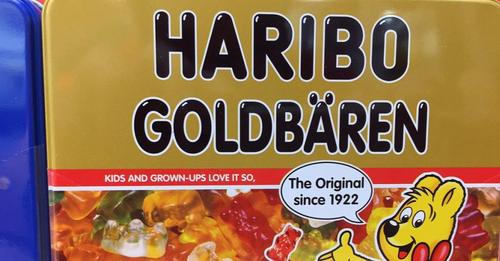 HARIBO
GOLDBÄREN
KIDS AND GROWN-UPS LOVE IT SO,
The Original
since 1922